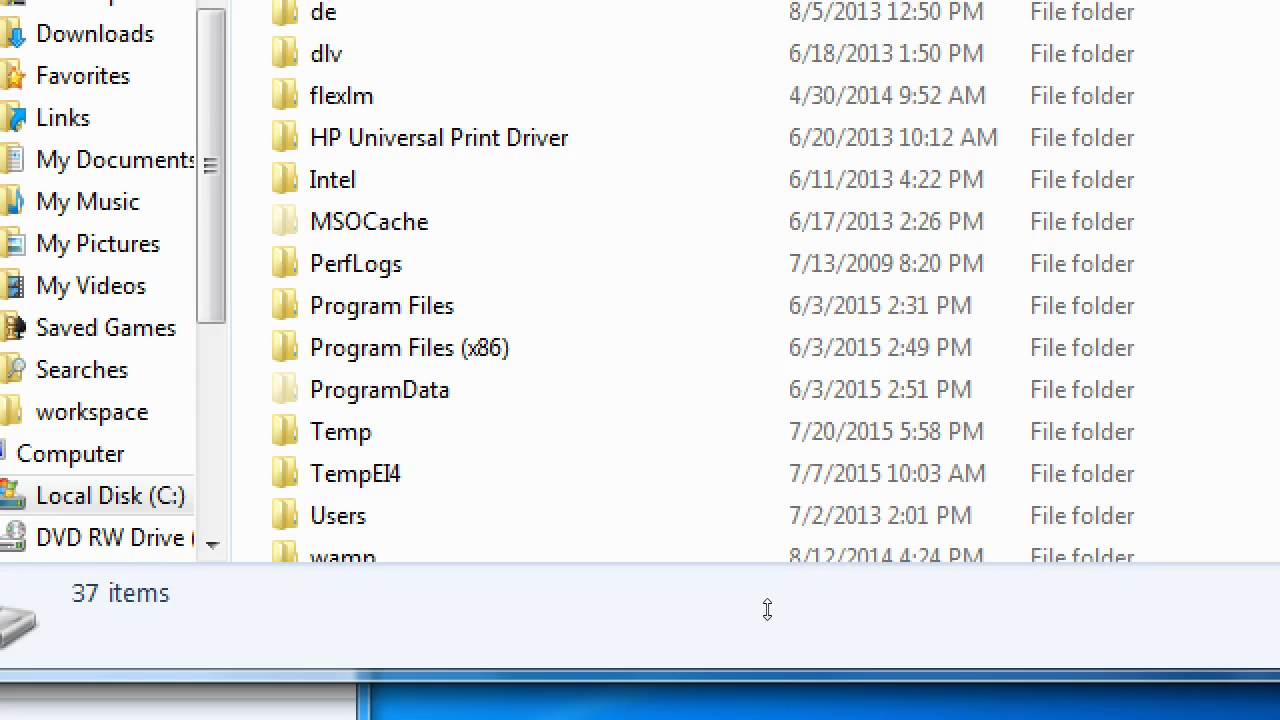 Downloads
Favorites
Links
My Documents
My Music
My Pictures
My Videos
Saved Games
Searches
workspace
Computer
Local Disk (C:)
DVD RW Drive (
de 8/5/2013 12:50 PM File folder
dlv 6/18/2013 1:50 PM File folder
flexlm 4/30/2014 9:52 AM File folder
HP Universal Print Driver 6/20/2013 10:12 AM File folder
Intel 6/11/2013 4:22 PM File folder
MSOCache 6/17/2013 2:26 PM File folder
PerfLogs 7/13/2009 8:20 PM File folder
Program Files 6/3/2015 2:31 PM File folder
Program Files (x86) 6/3/2015 2:49 PM File folder
ProgramData 6/3/2015 2:51 PM File folder
Temp 7/20/2015 5:58 PM File folder
TempEI4 7/7/2015 10:03 AM File folder
Users 7/2/2013 2:01 PM File folder
wamp 8/12/2014 4:24 PM File folder
37 items